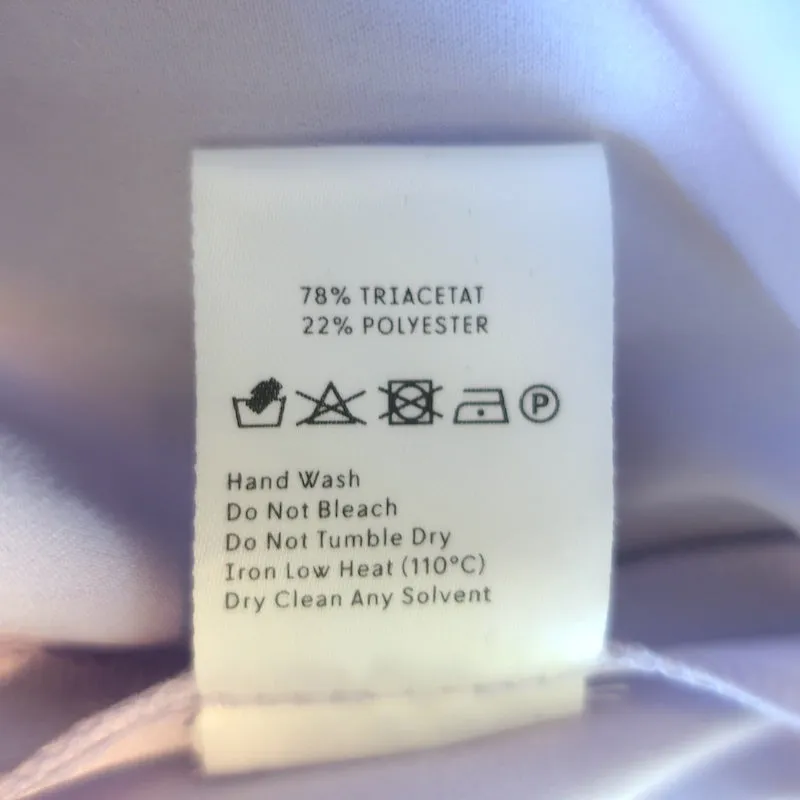 78% TRIACETAT
22% POLYESTER
P
Hand Wash
Do Not Bleach
Do Not Tumble Dry
Iron Low Heat (110°C)
Dry Clean Any Solvent